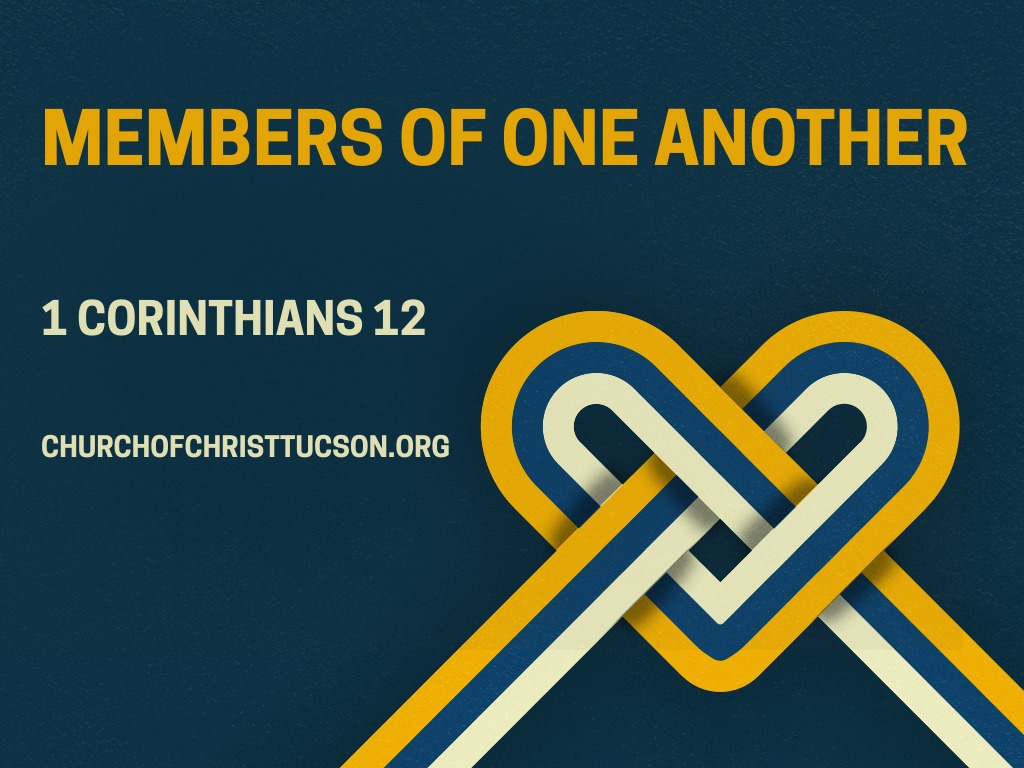 MEMBERS OF ONE ANOTHER
1 CORINTHIANS 12
CHURCHOFCHRISTTUCSON.ORG